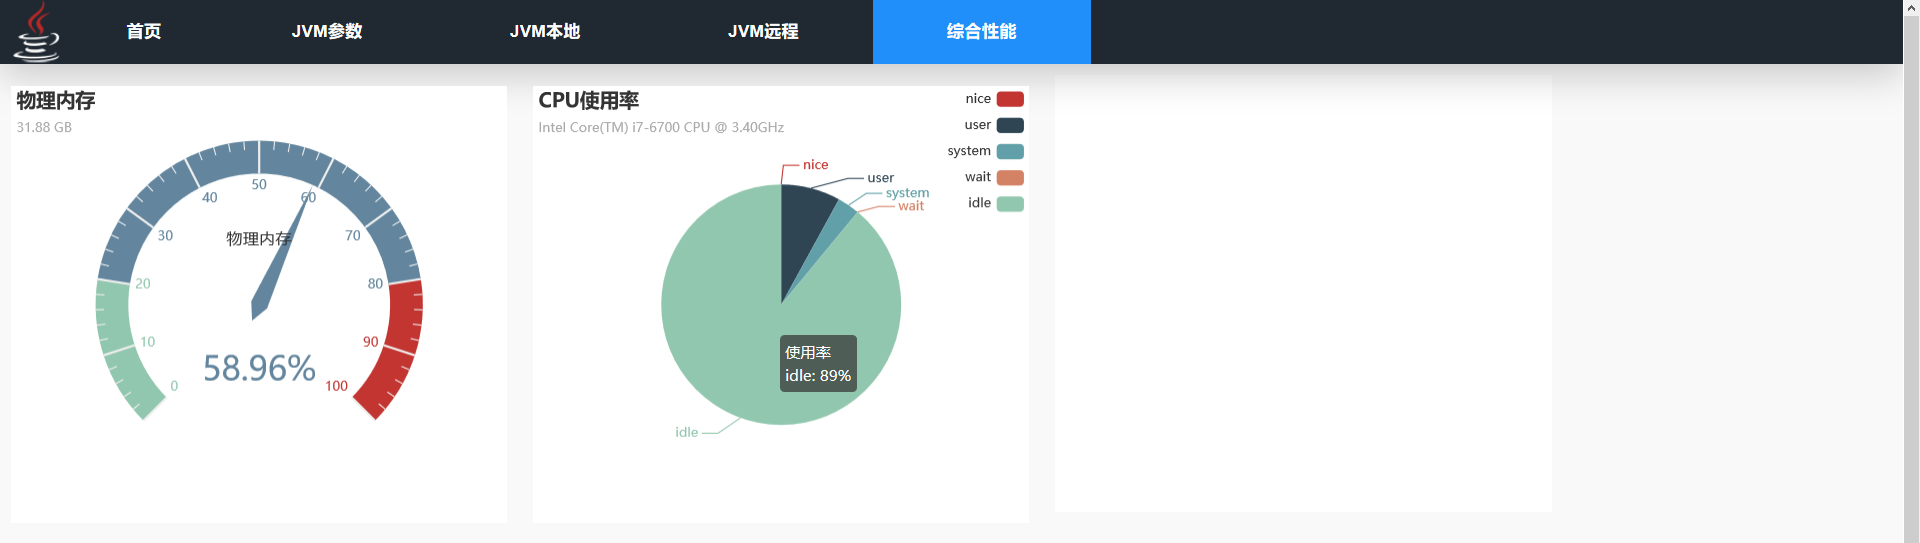 首页 JVM参数 JVM本地 JVM远程 综合性能
物理内存
31.88 GB
0
10
20
30
40
50
60
70
80
90
100
物理内存
58.96%
CPU使用率
Intel Core(TM) i7-6700 CPU @ 3.40GHz
nice
user
system
wait
idle
nice
user
system
wait
使用率
idle: 89%
idle